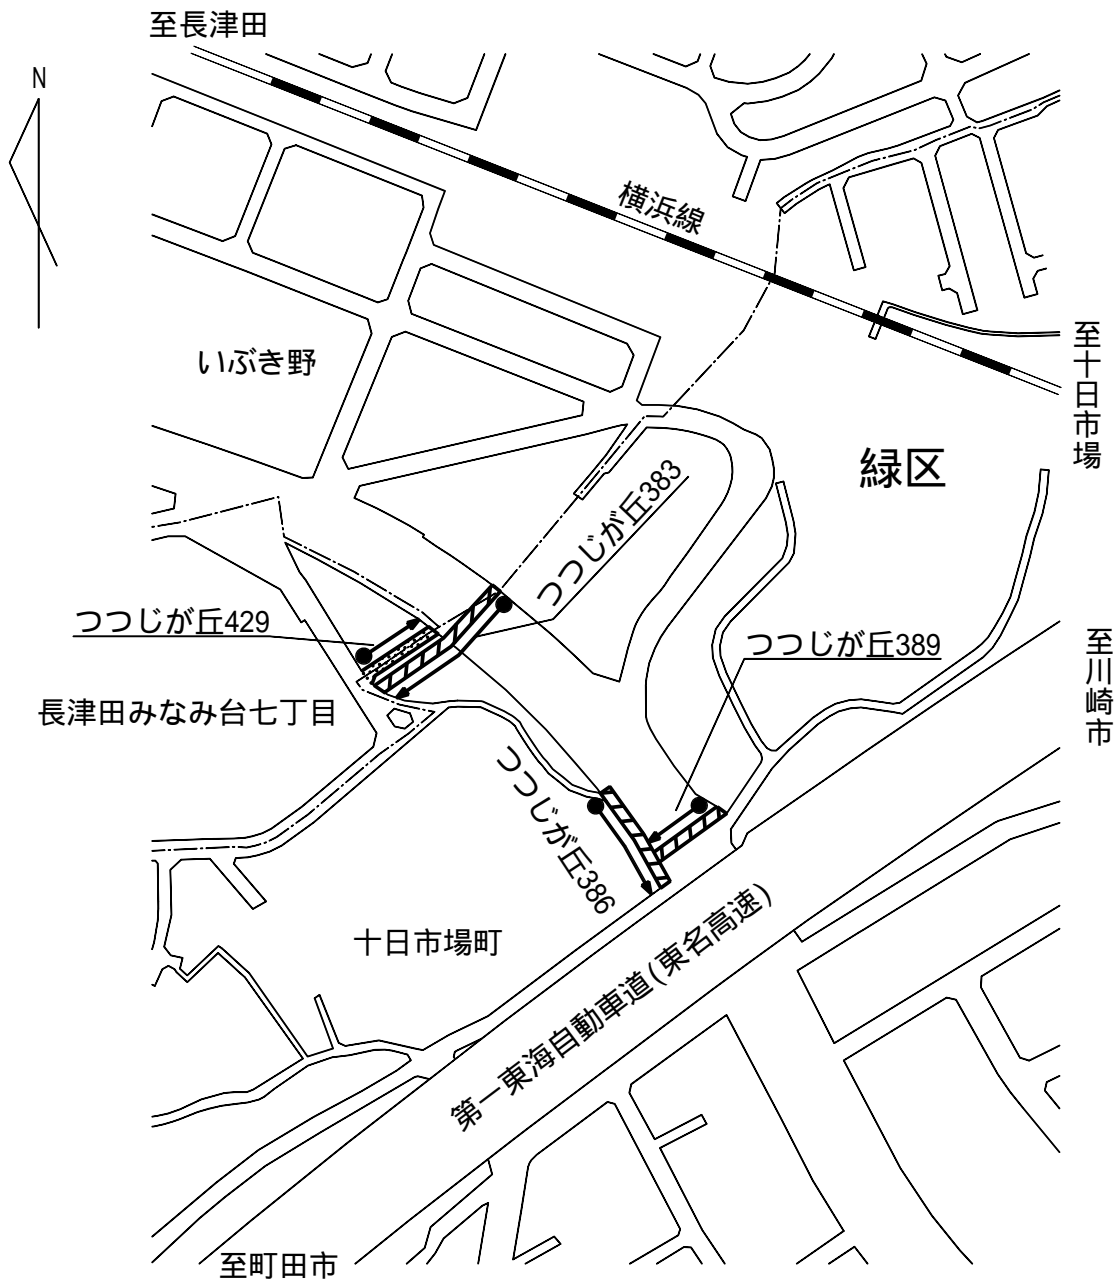 至長津田
N
横浜線
至十日市場
いぶき野
緑区
つつじが丘383
つつじが丘429
つつじが丘389
至川崎市
長津田みなみ台七丁目
つつじが丘386
十日市場町
第一東海自動車道(東名高速)
至町田市